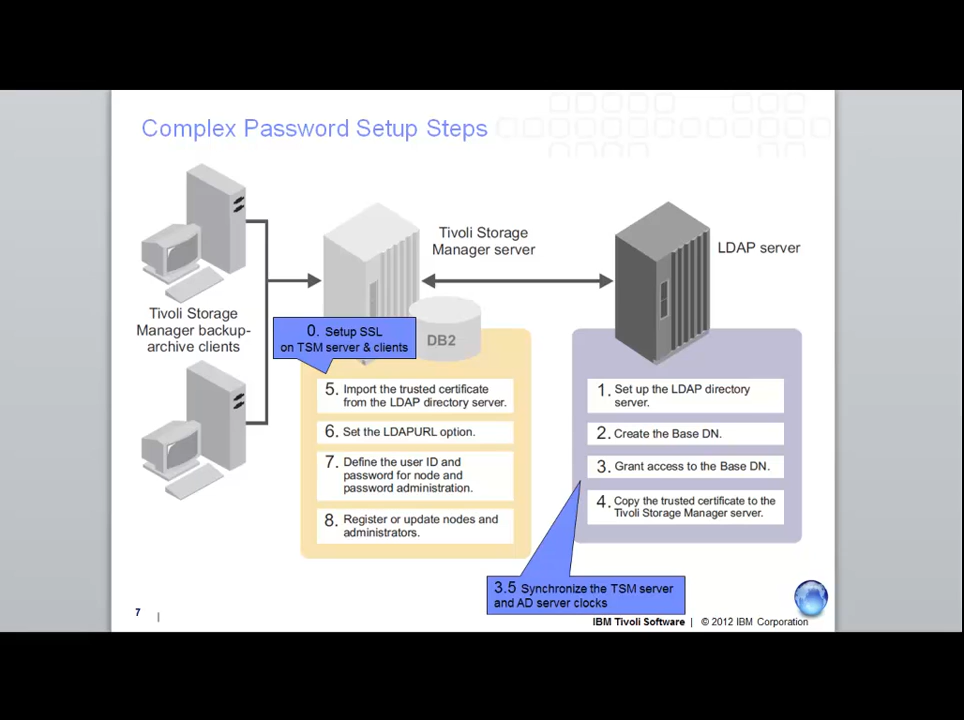 Complex Password Setup Steps
Tivoli Storage
Manager server
LDAP server
Tivoli Storage
Manager backup-
archive clients
0. Setup SSL
on TSM server & clients
DB2
5. Import the trusted certificate
from the LDAP directory server.
6. Set the LDAPURL option.
7. Define the user ID and
password for node and
password administration.
8. Register or update nodes and
administrators.
1. Set up the LDAP directory
server.
2. Create the Base DN.
3. Grant access to the Base DN.
4. Copy the trusted certificate to the
Tivoli Storage Manager server.
3.5 Synchronize the TSM server
and AD server clocks
7 |
IBM Tivoli Software | © 2012 IBM Corporation